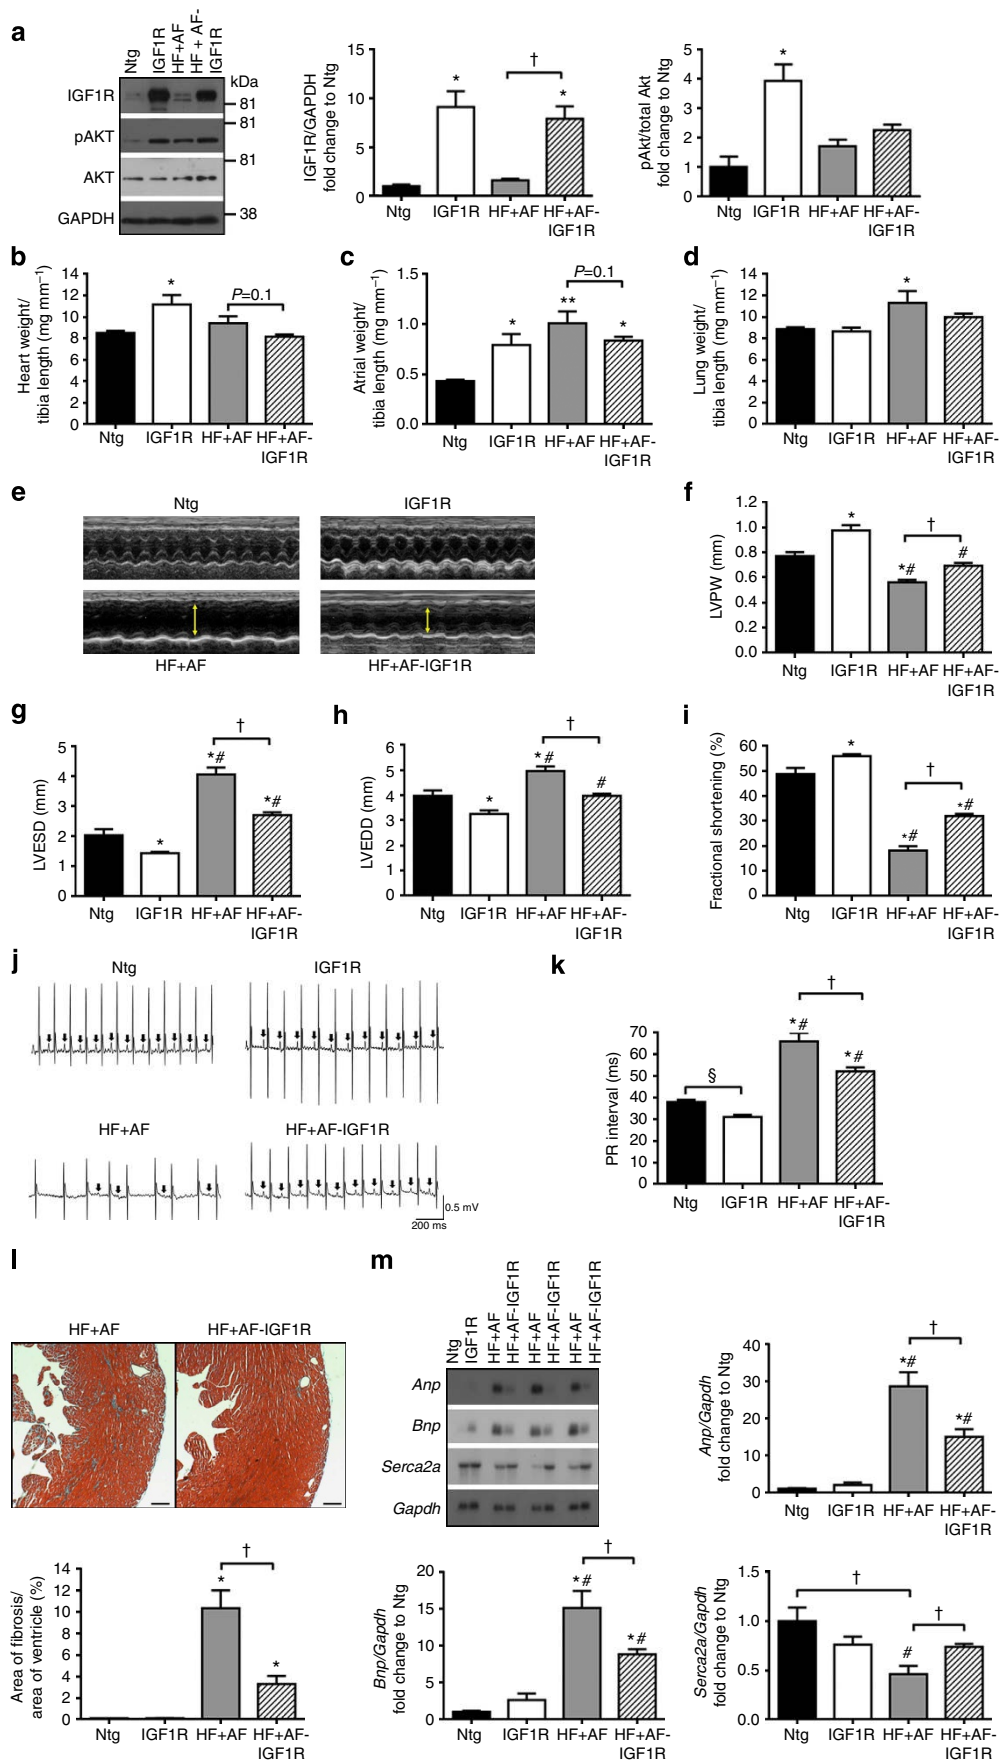 a
Ntg
IGF1R
HF+AF
HF + AF-
IGF1R
kDa
IGF1R
81
81
pAKT
81
AKT
GAPDH
38
IGF1R/GAPDH
fold change to Ntg
15
10
5
0
*
†
*
Ntg
IGF1R
HF+AF
HF+AF-
IGF1R
pAkt/total Akt
fold change to Ntg
5
4
3
2
1
0
*
Ntg
IGF1R
HF+AF
HF+AF-
IGF1R
b
Heart weight/
tibia length (mg mm⁻¹)
14
12
10
8
6
4
2
0
*
P=0.1
Ntg
IGF1R
HF+AF
HF+AF-
IGF1R
c
Atrial weight/
tibia length (mg mm⁻¹)
1.5
1.0
0.5
0.0
*
**
P=0.1
*
Ntg
IGF1R
HF+AF
HF+AF-
IGF1R
d
Lung weight/
tibia length (mg mm⁻¹)
14
12
10
8
6
4
2
0
*
Ntg
IGF1R
HF+AF
HF+AF-
IGF1R
e
Ntg
IGF1R
HF+AF
HF+AF-IGF1R
f
LVPW (mm)
1.2
1.0
0.8
0.6
0.4
0.2
0.0
*
†
*#
#
Ntg
IGF1R
HF+AF
HF+AF-
IGF1R
g
LVESD (mm)
5
4
3
2
1
0
*
†
*#
*#
Ntg
IGF1R
HF+AF
HF+AF-
IGF1R
h
LVEDD (mm)
6
5
4
3
2
1
0
*
†
*#
#
Ntg
IGF1R
HF+AF
HF+AF-
IGF1R
i
Fractional shortening (%)
60
50
40
30
20
10
0
*
†
*#
*#
Ntg
IGF1R
HF+AF
HF+AF-
IGF1R
j
Ntg
IGF1R
HF+AF
HF+AF-IGF1R
0.5 mV
200 ms
k
PR interval (ms)
70
60
50
40
30
20
10
0
§
†
*#
*#
Ntg
IGF1R
HF+AF
HF+AF-
IGF1R
l
HF+AF
HF+AF-IGF1R
Area of fibrosis/
area of ventricle (%)
14
12
10
8
6
4
2
0
†
*
*
Ntg
IGF1R
HF+AF
HF+AF-
IGF1R
m
Ntg
IGF1R
HF+AF
HF+AF-IGF1R
HF+AF
HF+AF-IGF1R
HF+AF
HF+AF-IGF1R
Anp
Bnp
Serca2a
Gapdh
Anp/Gapdh
fold change to Ntg
40
30
20
10
0
†
*#
*#
Ntg
IGF1R
HF+AF
HF+AF-
IGF1R
Bnp/Gapdh
fold change to Ntg
20
15
10
5
0
†
*#
*#
Ntg
IGF1R
HF+AF
HF+AF-
IGF1R
Serca2a/Gapdh
fold change to Ntg
1.5
1.0
0.5
0.0
†
†
#
Ntg
IGF1R
HF+AF
HF+AF-
IGF1R